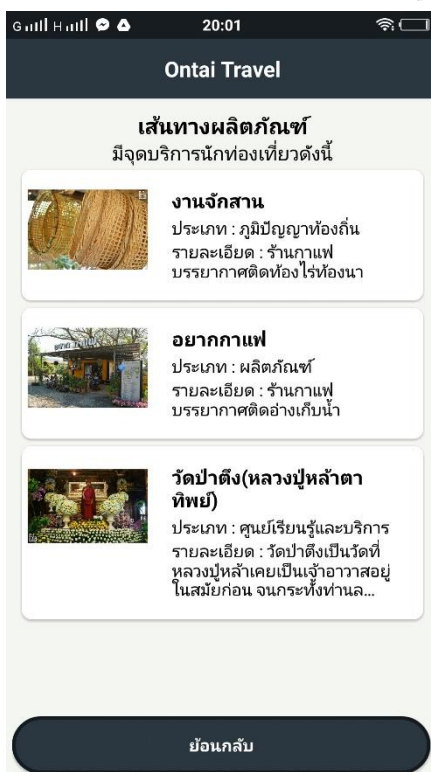 G H 20:01
Ontai Travel
เส้นทางผลิตภัณฑ์
มีจุดบริการนักท่องเที่ยวดังนี้
งานจักสาน
ประเภท : ภูมิปัญญาท้องถิ่น
รายละเอียด : ร้านกาแฟ
บรรยากาศติดท้องไร่ท้องนา
อยากกาแฟ
ประเภท : ผลิตภัณฑ์
รายละเอียด : ร้านกาแฟ
บรรยากาศติดอ่างเก็บน้ำ
วัดป่าตึง(หลวงปู่หล้าตา
ทิพย์)
ประเภท : ศูนย์เรียนรู้และบริการ
รายละเอียด : วัดป่าตึงเป็นวัดที่
หลวงปู่หล้าเคยเป็นเจ้าอาวาสอยู่
ในสมัยก่อน จนกระทั้งท่านล...
ย้อนกลับ